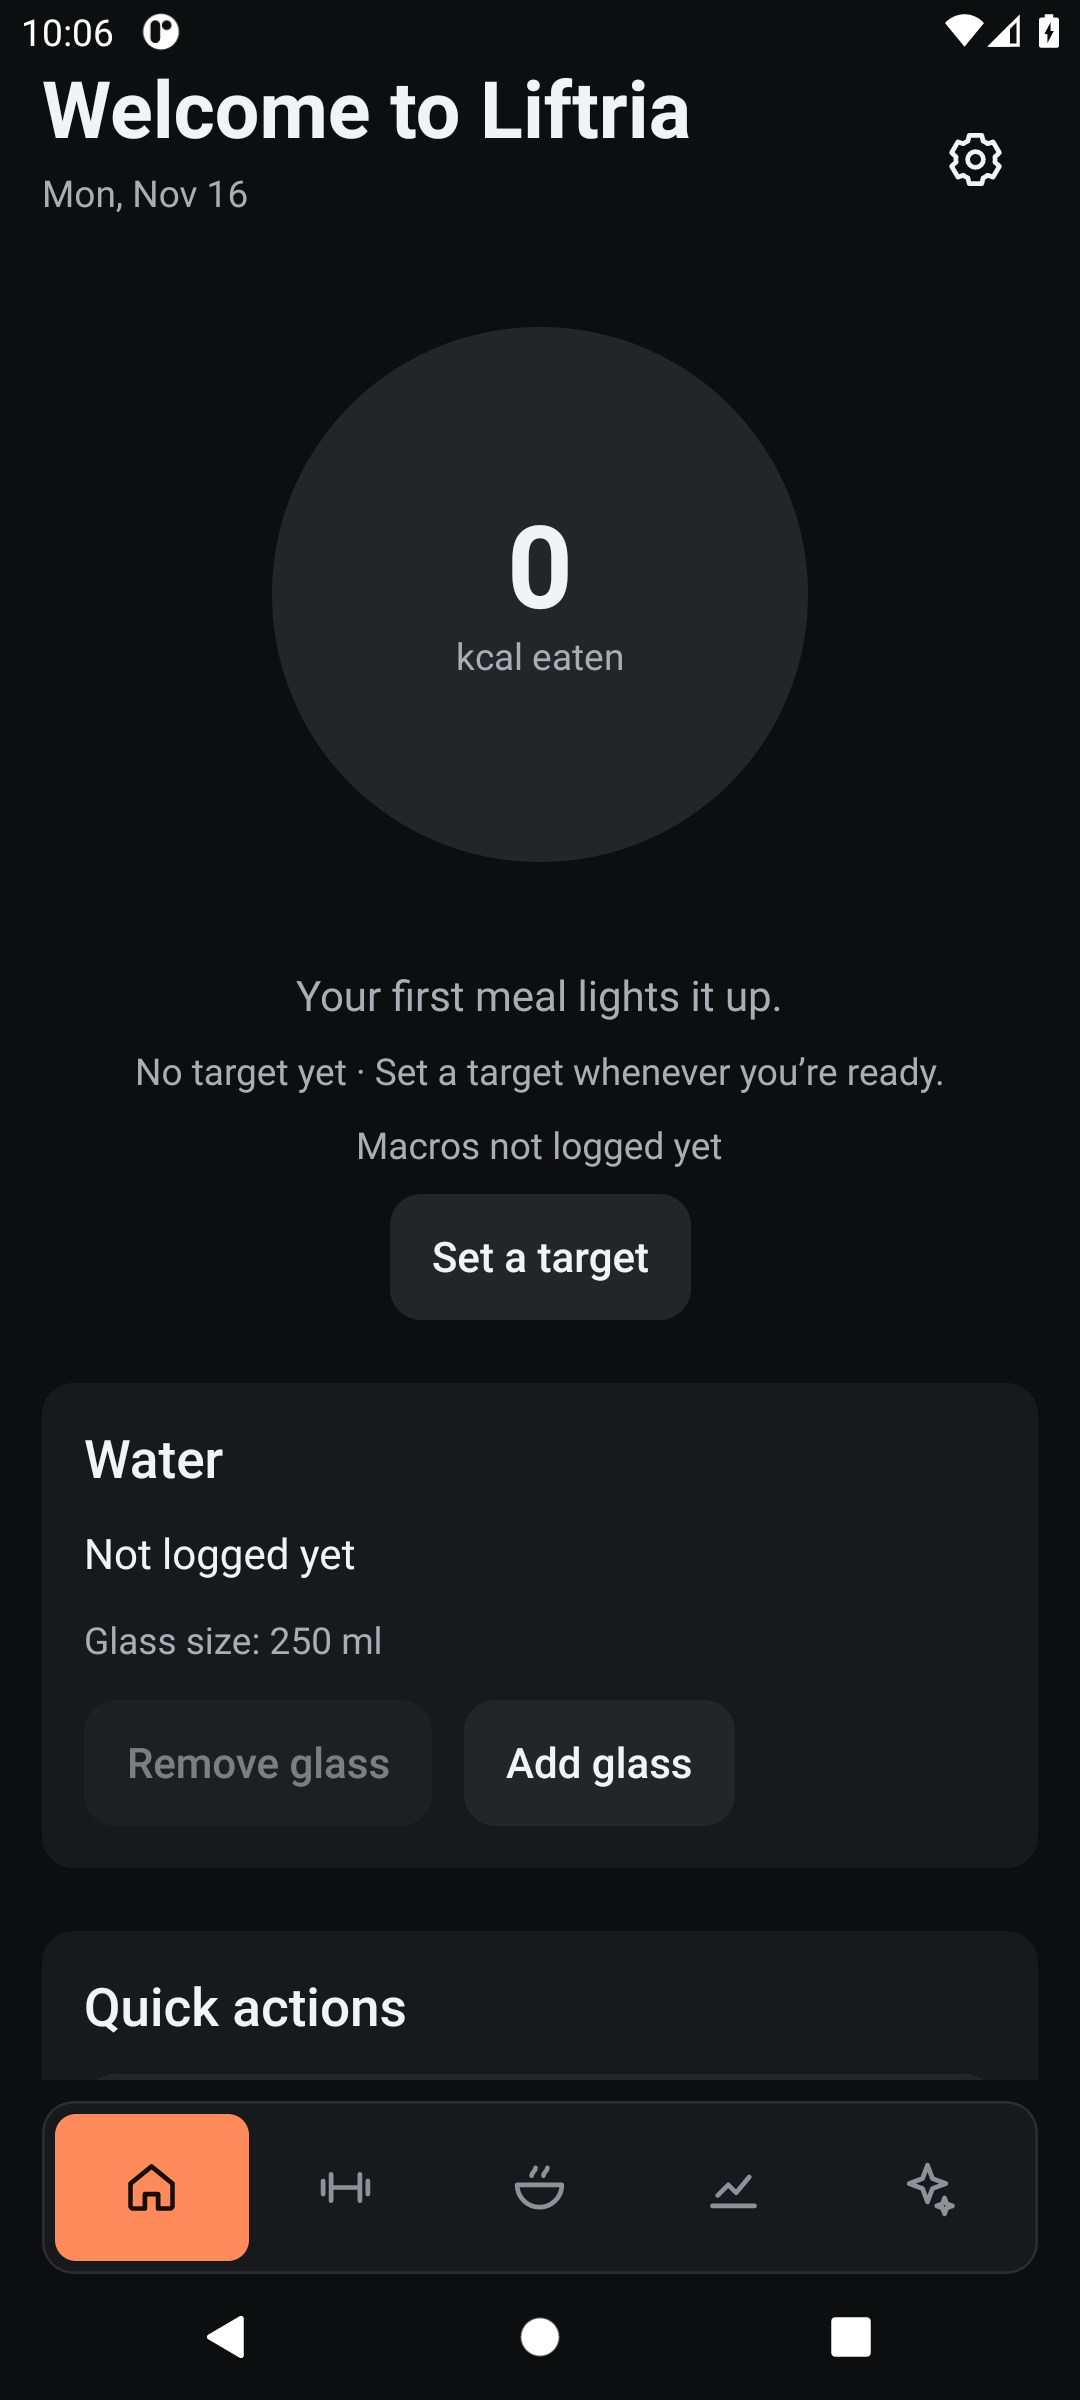 10:06
Welcome to Liftria
Mon, Nov 16
0
kcal eaten
Your first meal lights it up.
No target yet · Set a target whenever you’re ready.
Macros not logged yet
Set a target
Water
Not logged yet
Glass size: 250 ml
Remove glass
Add glass
Quick actions